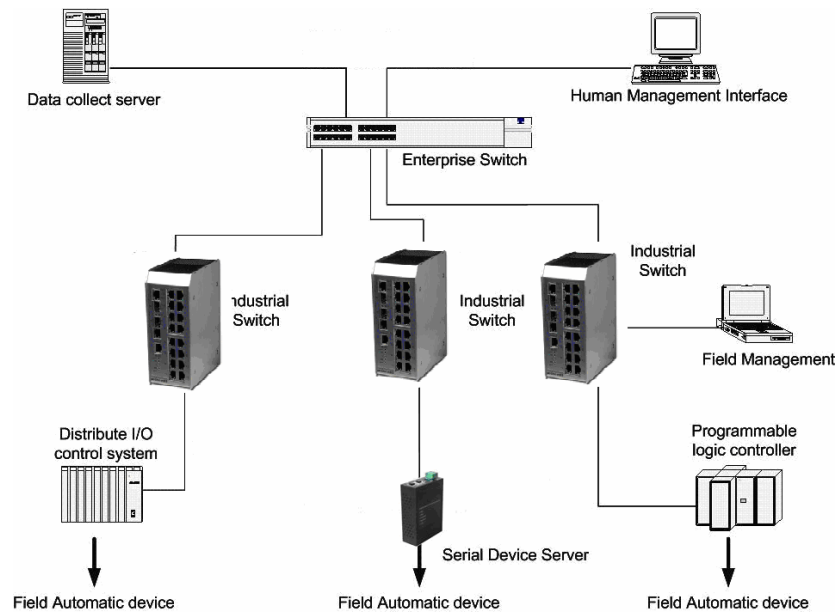 Data collect server
Human Management Interface
Enterprise Switch
Industrial
Switch
ndustrial
Switch
Industrial
Switch
Field Management
Distribute I/O
control system
Programmable
logic controller
Serial Device Server
Field Automatic device
Field Automatic device
Field Automatic device